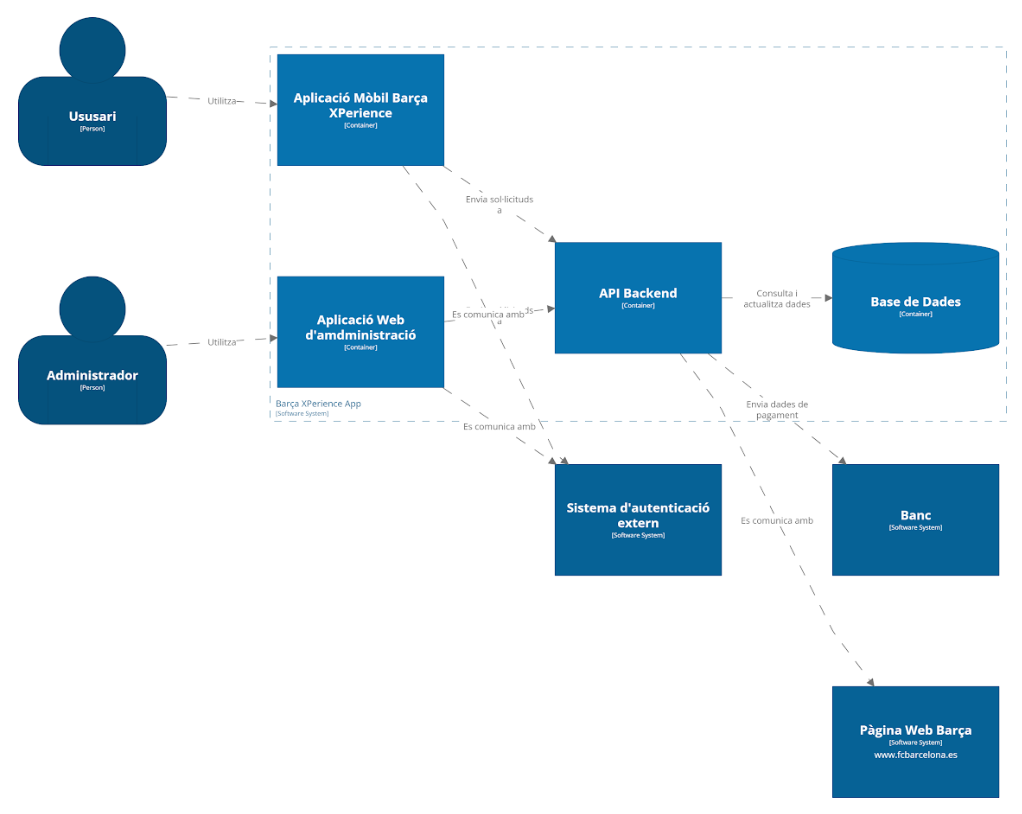 Ususari
[Person]
Utilitza
Aplicació Mòbil Barça
XPerience
[Container]
Envia sol·licituds
a
Administrador
[Person]
Utilitza
Aplicació Web
d'amdministració
[Container]
Es comunica amb
API Backend
[Container]
Consulta i
actualitza dades
Base de Dades
[Container]
Barça XPerience App
[Software System]
Es comunica amb
Envia dades de
pagament
Sistema d'autenticació
extern
[Software System]
Es comunica amb
Banc
[Software System]
Pàgina Web Barça
[Software System]
www.fcbarcelona.es